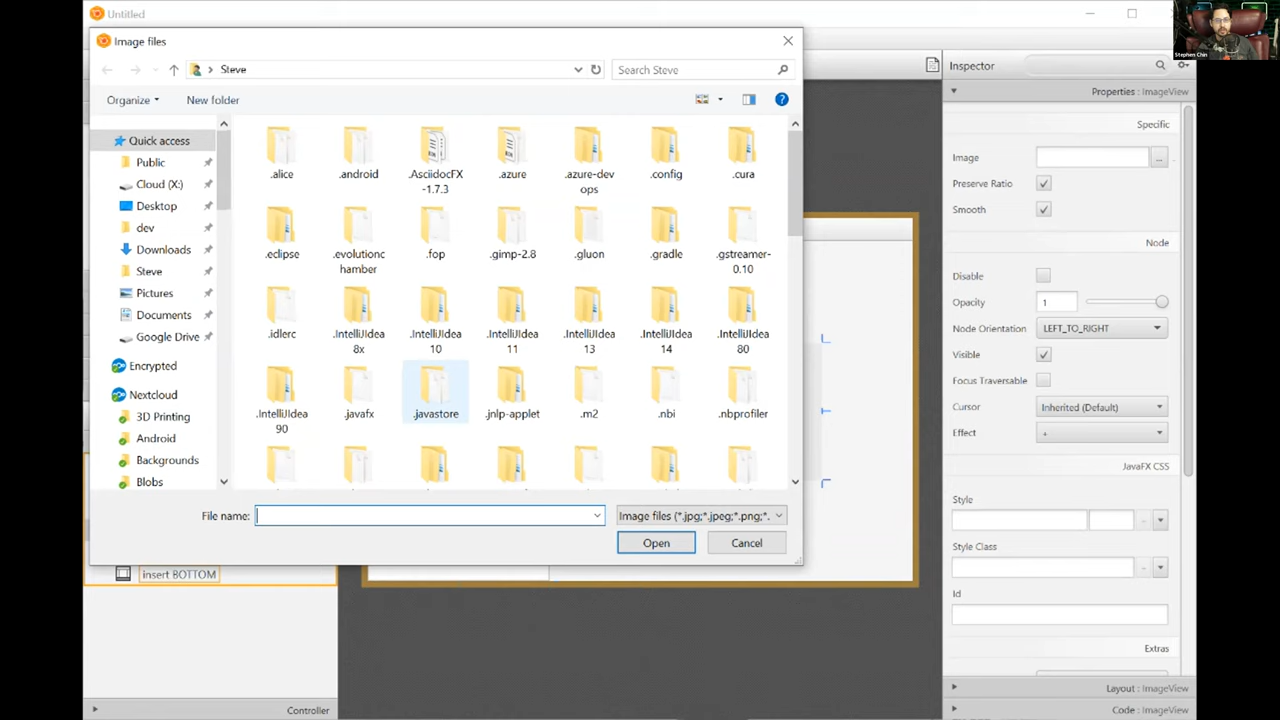 Untitled
Stephen Chin
Image files
Steve
Search Steve
Organize
New folder
Quick access
Public
Cloud (X:)
Desktop
dev
Downloads
Steve
Pictures
Documents
Google Drive
Encrypted
Nextcloud
3D Printing
Android
Backgrounds
Blobs
.alice
.android
.AsciidocFX
-1.7.3
.azure
.azure-dev
ops
.config
.cura
.eclipse
.evolutionc
hamber
.fop
.gimp-2.8
.gluon
.gradle
.gstreamer-
0.10
.idlerc
.IntelliJIdea
8x
.IntelliJIdea
10
.IntelliJIdea
11
.IntelliJIdea
13
.IntelliJIdea
14
.IntelliJIdea
80
.IntelliJIdea
90
.javafx
.javastore
.jnlp-applet
.m2
.nbi
.nbprofiler
File name:
Image files (*.jpg;*.jpeg;*.png;*.
Open
Cancel
insert BOTTOM
Controller
Inspector
Properties : ImageView
Specific
Image
...
Preserve Ratio
Smooth
Node
Disable
Opacity
1
Node Orientation
LEFT_TO_RIGHT
Visible
Focus Traversable
Cursor
Inherited (Default)
Effect
+
JavaFX CSS
Style
Style Class
Id
Extras
Layout : ImageView
Code : ImageView